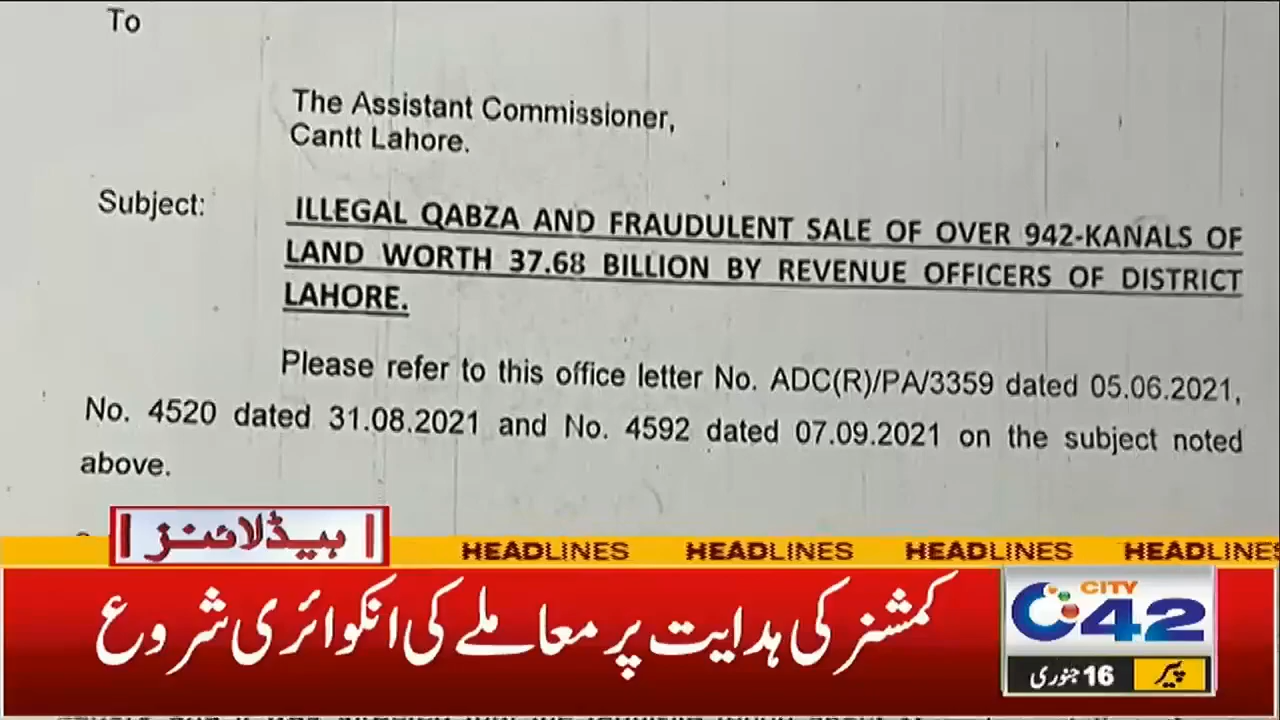 To
The Assistant Commissioner,
Cantt Lahore.
Subject: ILLEGAL QABZA AND FRAUDULENT SALE OF OVER 942-KANALS OF
LAND WORTH 37.68 BILLION BY REVENUE OFFICERS OF DISTRICT
LAHORE.
Please refer to this office letter No. ADC(R)/PA/3359 dated 05.06.2021,
No. 4520 dated 31.08.2021 and No. 4592 dated 07.09.2021 on the subject noted
above.
ہیڈلائنز
HEADLINES HEADLINES HEADLINES HEADLINES
کمشنر کی ہدایت پر معاملے کی انکوائری شروع
CITY
42
پیر 16 جنوری